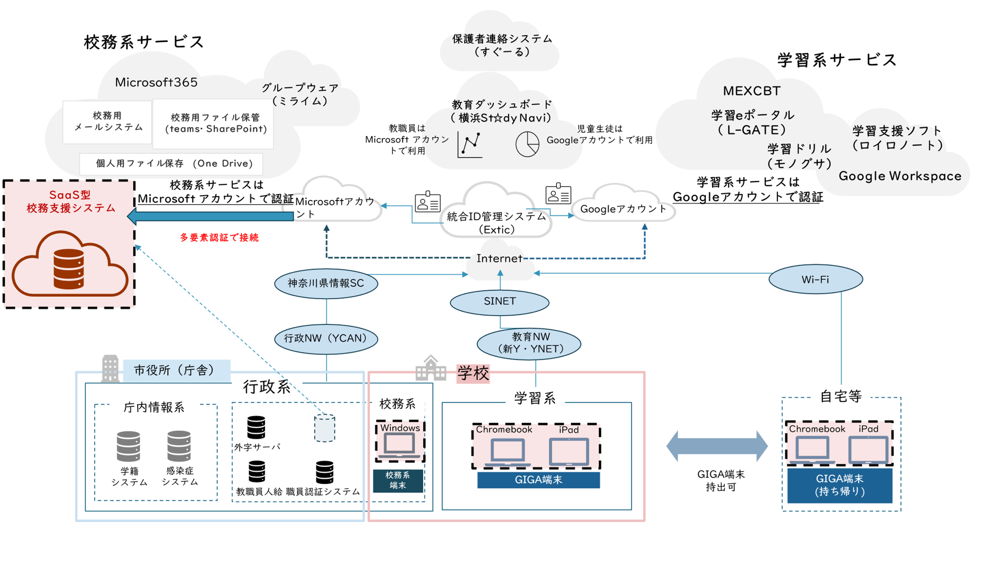 校務系サービス
Microsoft365
グループウェア
(ミライム)
校務用
メールシステム
校務用ファイル保管
(teams・SharePoint)
個人用ファイル保存 (One Drive)
保護者連絡システム
(すぐーる)
教育ダッシュボード
( 横浜St☆dy Navi)
教職員は
Microsoft アカウン
トで利用
児童生徒は
Googleアカウントで利用
学習系サービス
MEXCBT
学習eポータル
( L-GATE)
学習支援ソフト
(ロイロノート)
学習ドリル
(モノグサ)
Google Workspace
SaaS型
校務支援システム
校務系サービスは
Microsoft アカウントで認証
多要素認証で接続
Microsoftアカウ
ント
統合ID管理システム
(Extic)
Googleアカウント
学習系サービスは
Googleアカウントで認証
Internet
神奈川県情報SC
SINET
Wi-Fi
行政NW（YCAN）
教育NW
（新Y・YNET）
市役所（庁舎）
学校
行政系
庁内情報系
学籍
システム
感染症
システム
外字サーバ
教職員人給
職員認証システム
校務系
Windows
校務系
端末
学習系
Chromebook
iPad
GIGA端末
GIGA端末
持出可
自宅等
Chromebook
iPad
GIGA端末
(持ち帰り)